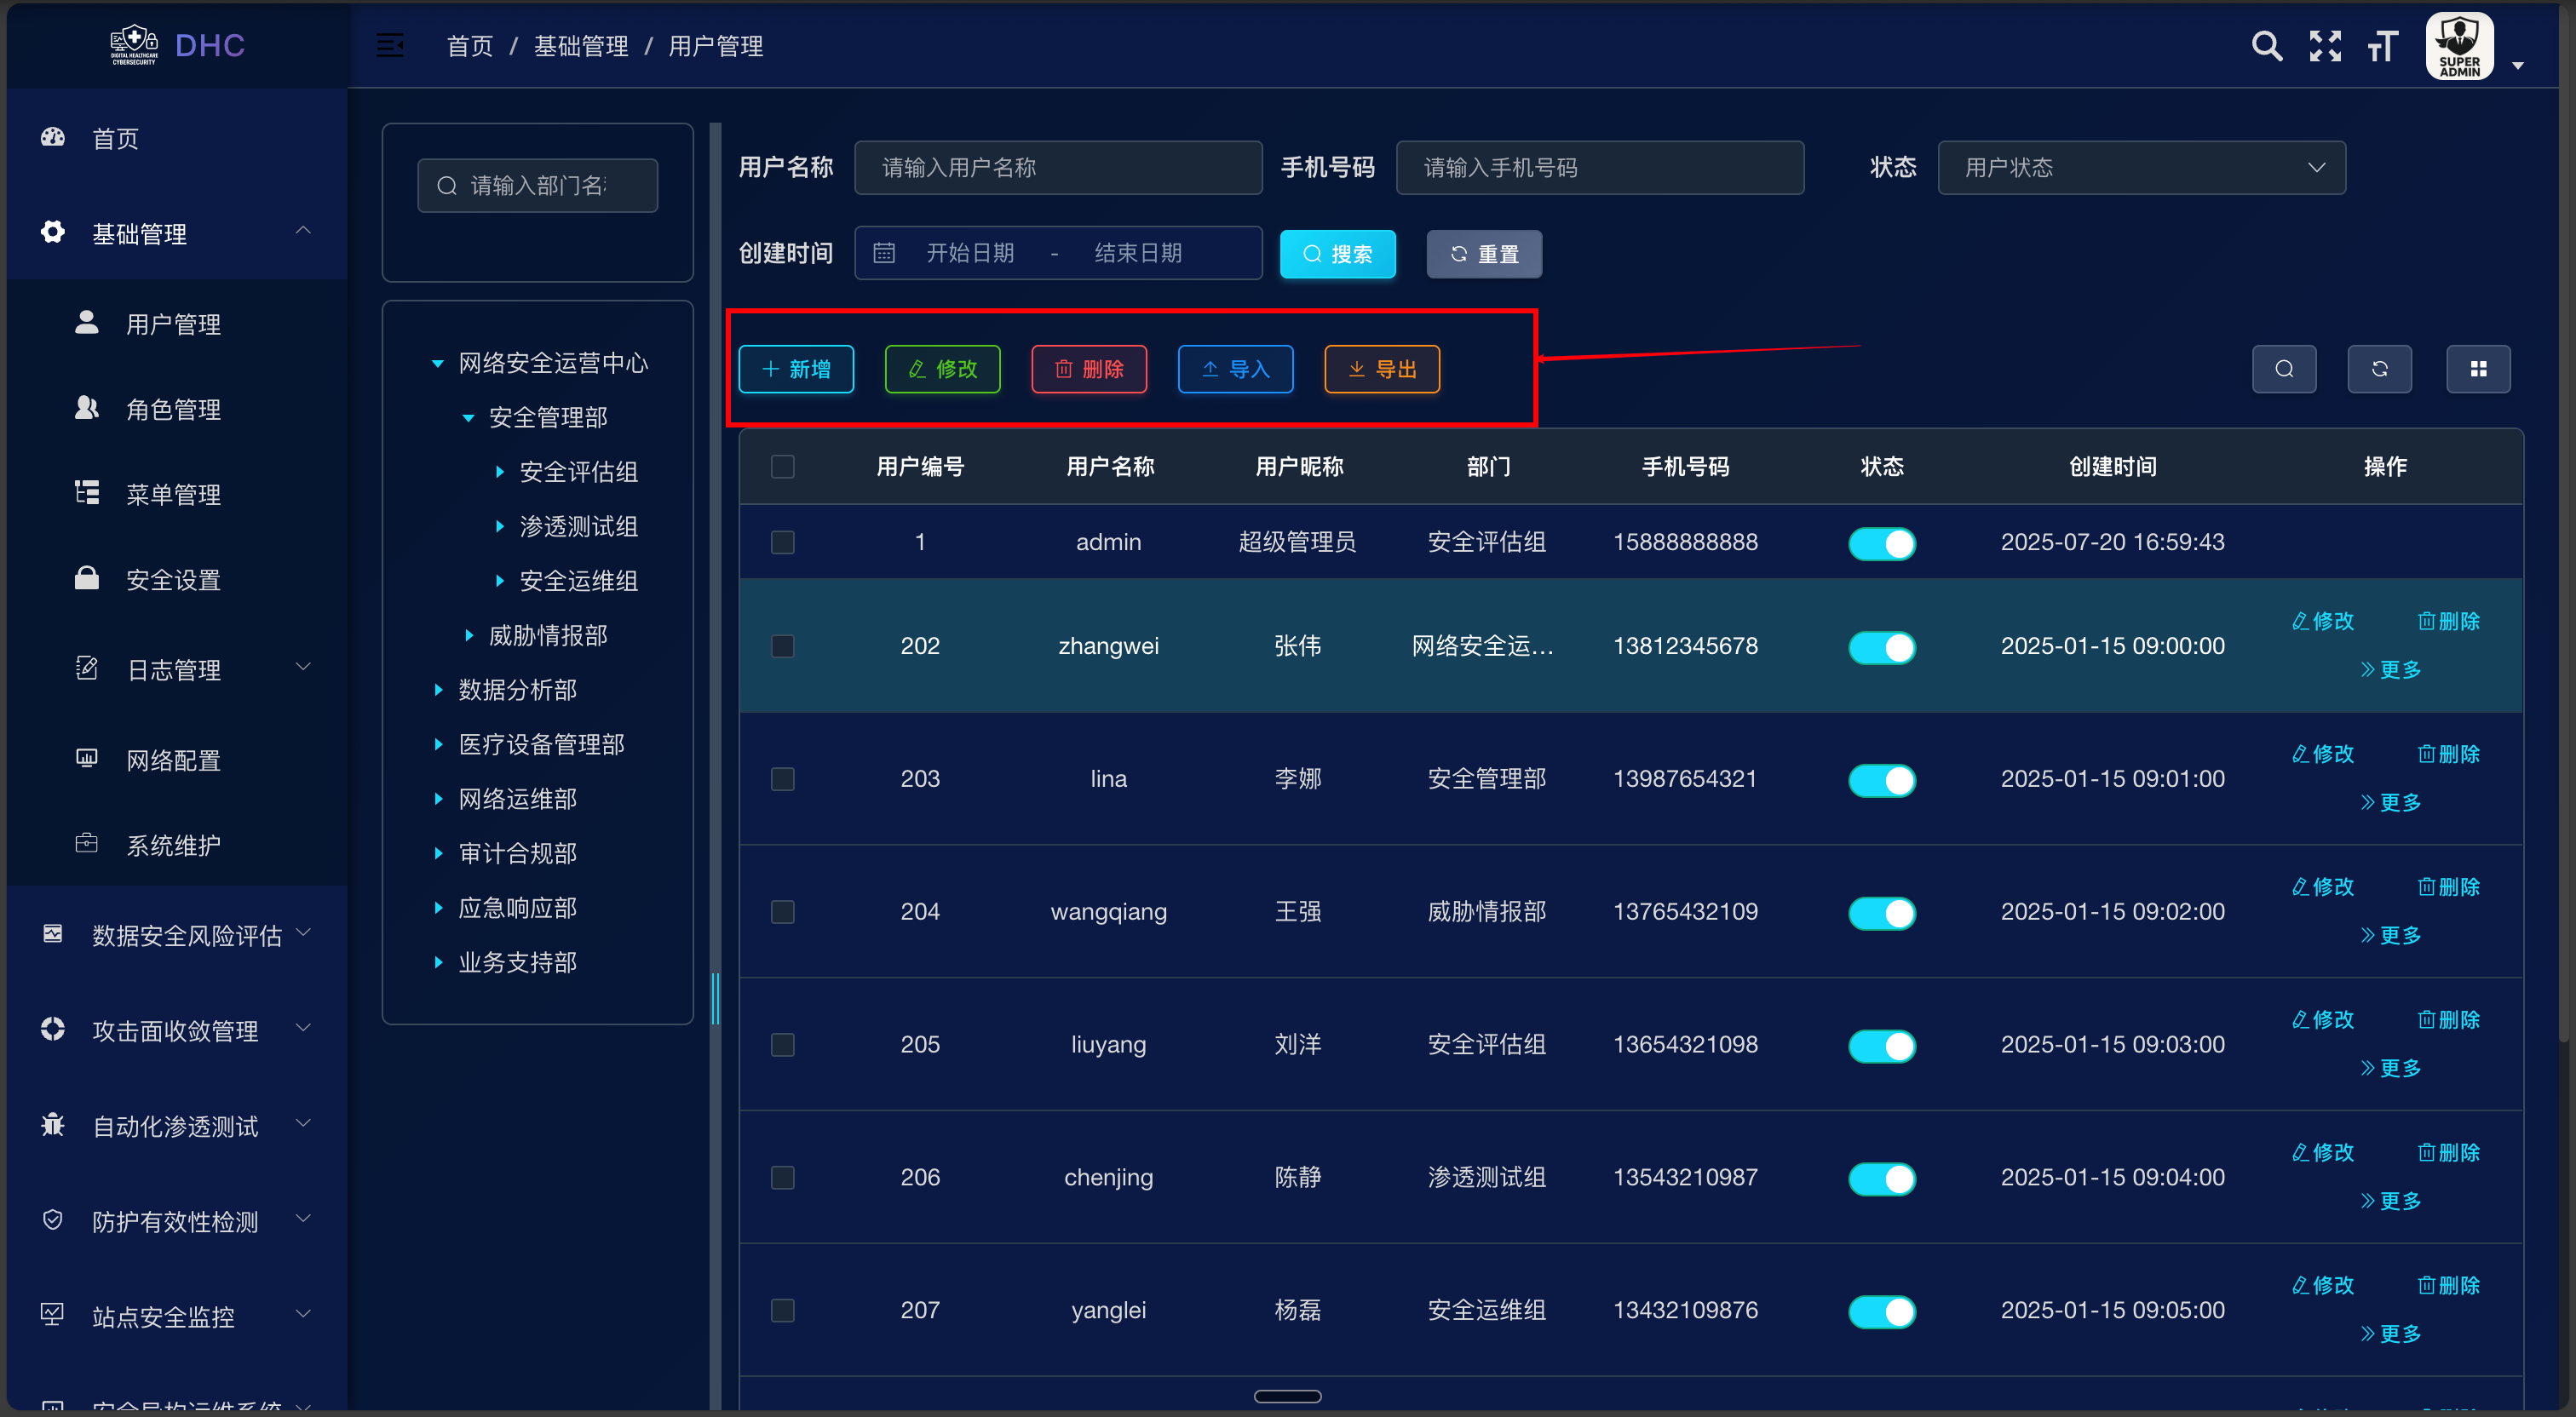 DIGITAL HEALTHCARE
CYBERSECURITY
DHC
首页 / 基础管理 / 用户管理
SUPER
ADMIN
首页
基础管理
用户管理
角色管理
菜单管理
安全设置
日志管理
网络配置
系统维护
数据安全风险评估
攻击面收敛管理
自动化渗透测试
防护有效性检测
站点安全监控
请输入部门名
网络安全运营中心
安全管理部
安全评估组
渗透测试组
安全运维组
威胁情报部
数据分析部
医疗设备管理部
网络运维部
审计合规部
应急响应部
业务支持部
用户名称 请输入用户名称 手机号码 请输入手机号码 状态 用户状态
创建时间 开始日期 - 结束日期 搜索 重置
新增 修改 删除 导入 导出
用户编号 用户名称 用户昵称 部门 手机号码 状态 创建时间 操作
1 admin 超级管理员 安全评估组 15888888888 2025-07-20 16:59:43
202 zhangwei 张伟 网络安全运... 13812345678 2025-01-15 09:00:00 修改 删除
更多
203 lina 李娜 安全管理部 13987654321 2025-01-15 09:01:00 修改 删除
更多
204 wangqiang 王强 威胁情报部 13765432109 2025-01-15 09:02:00 修改 删除
更多
205 liuyang 刘洋 安全评估组 13654321098 2025-01-15 09:03:00 修改 删除
更多
206 chenjing 陈静 渗透测试组 13543210987 2025-01-15 09:04:00 修改 删除
更多
207 yanglei 杨磊 安全运维组 13432109876 2025-01-15 09:05:00 修改 删除
更多